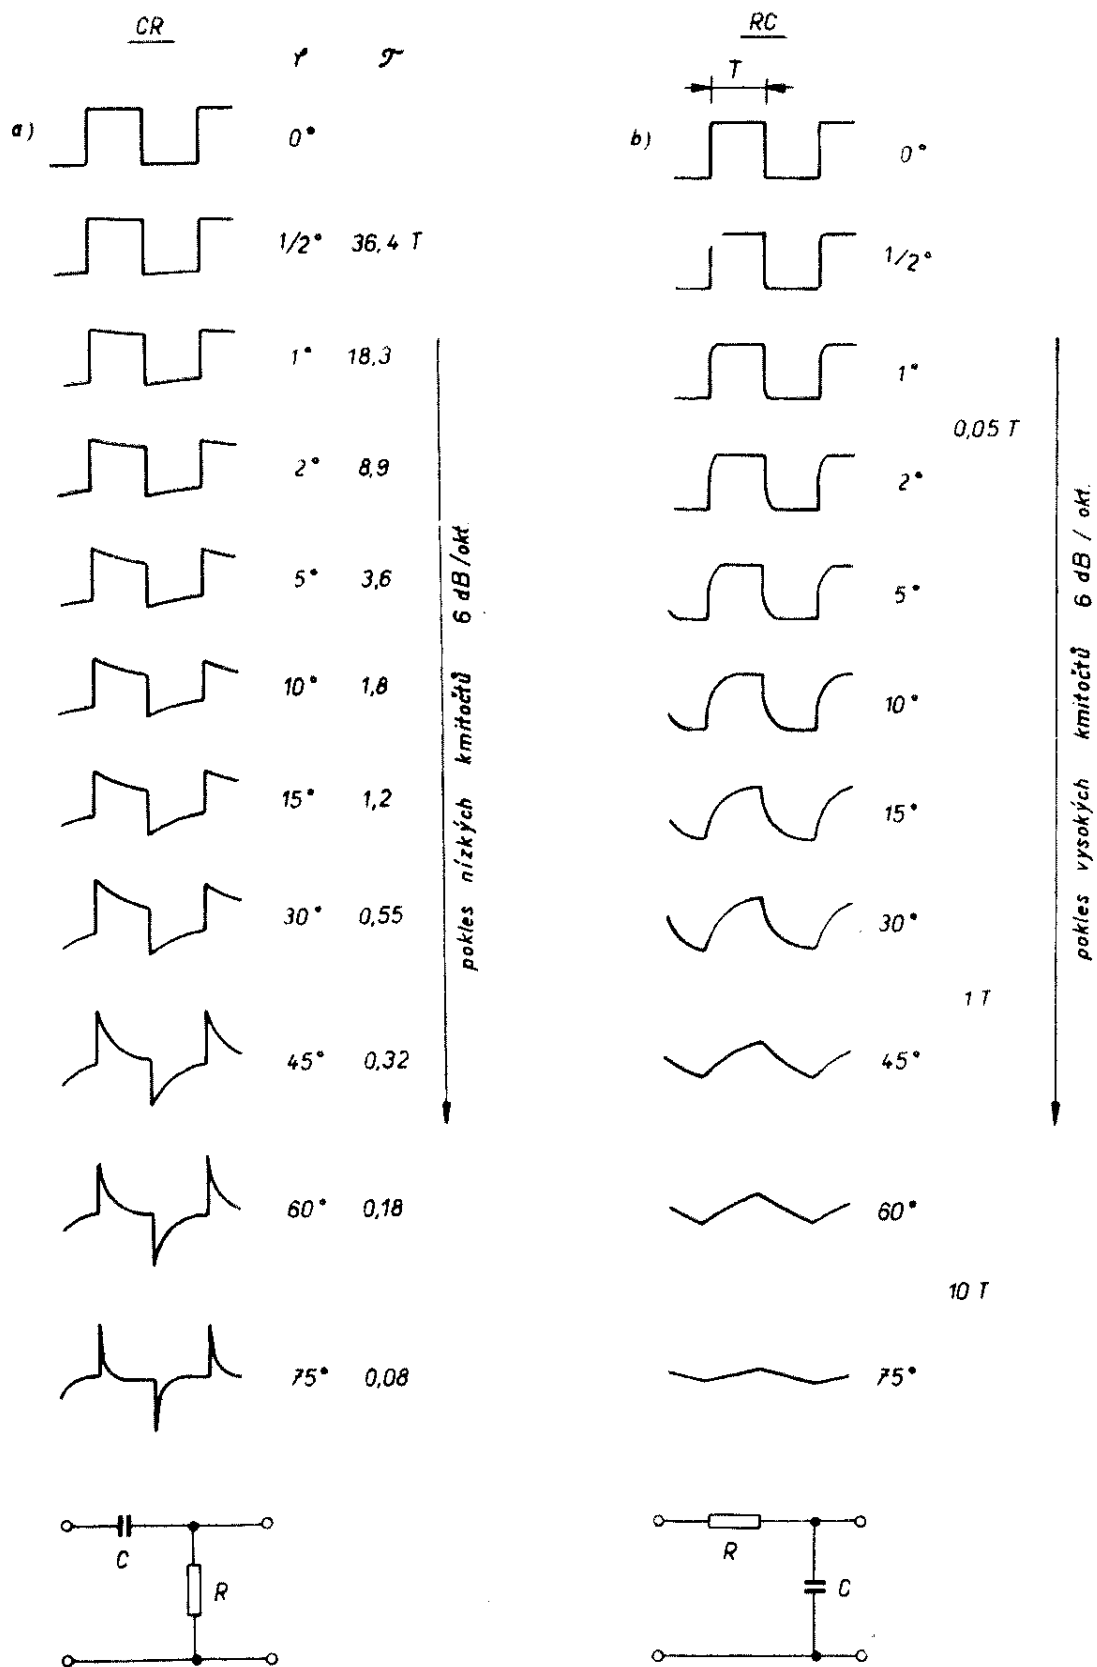 CR
φ 𝒯
a)
0°
1/2° 36,4 T
1° 18,3
2° 8,9
5° 3,6
10° 1,8
15° 1,2
30° 0,55
45° 0,32
60° 0,18
75° 0,08
pokles nízkých kmitočtů 6 dB/okt.
C
R
RC
T
b)
0°
1/2°
1°
0,05 T
2°
5°
10°
15°
30°
1 T
45°
60°
10 T
75°
pokles vysokých kmitočtů 6 dB / okt.
R
C